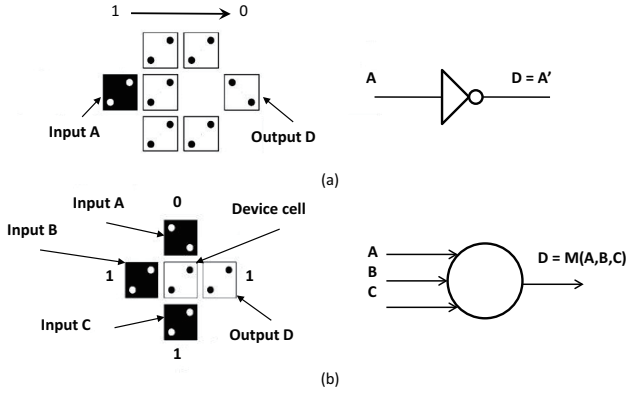 1 0
A D = A'
Input A Output D
(a)
Input A 0 Device cell
Input B
A
D = M(A,B,C)
1 1 B
C
Input C Output D
1
(b)